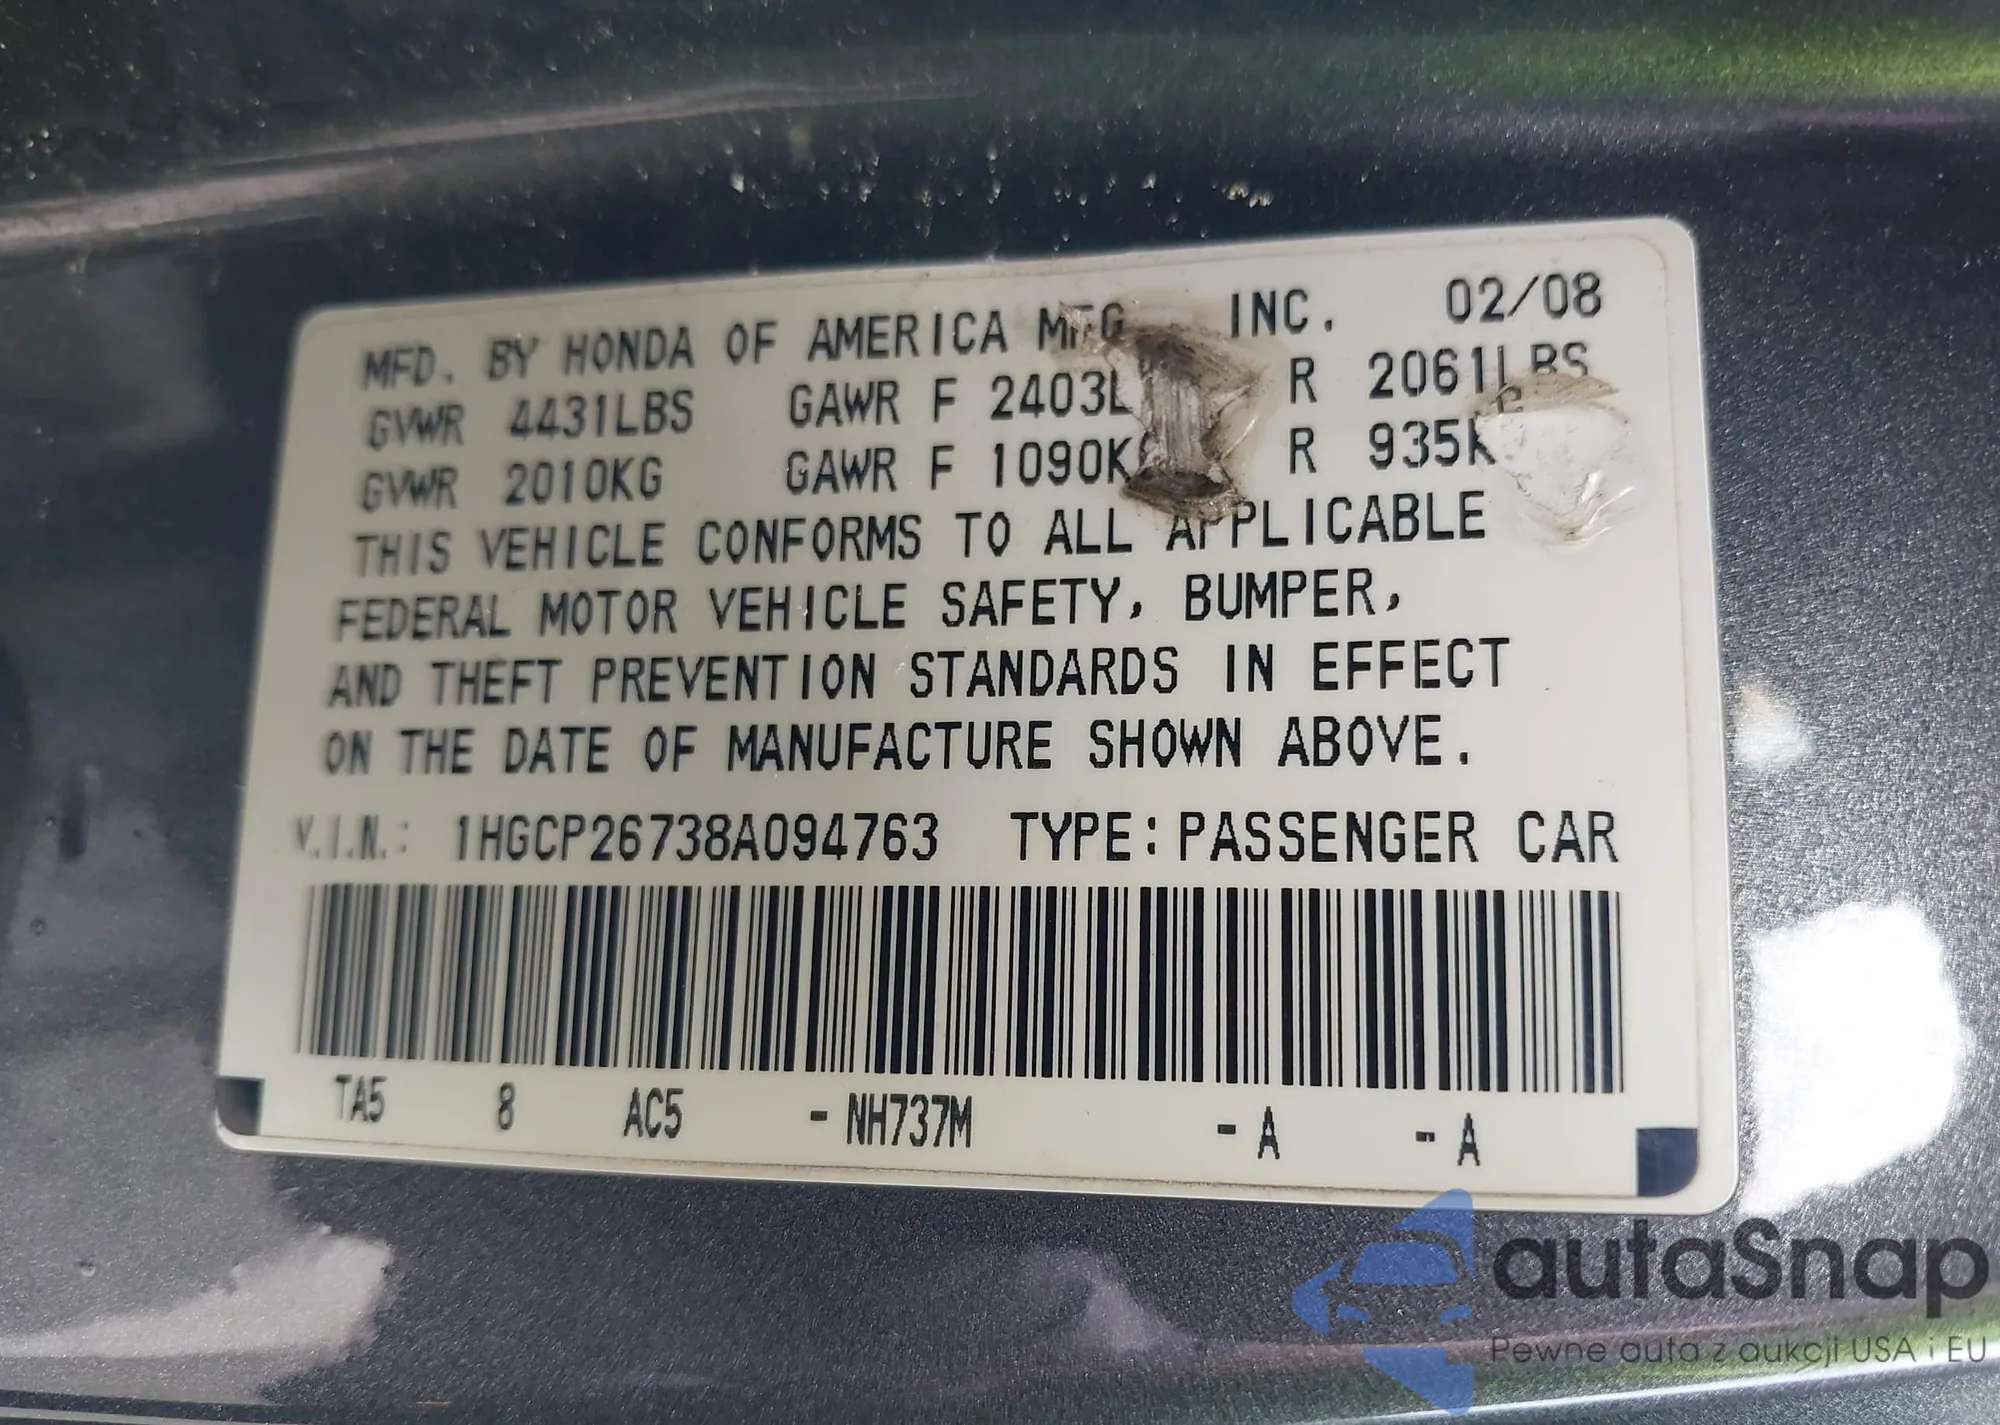 MFD. BY HONDA OF AMERICA MFG INC. 02/08
GVWR 4431LBS GAWR F 2403L R 2061LBS
GVWR 2010KG GAWR F 1090K R 935K
THIS VEHICLE CONFORMS TO ALL APPLICABLE
FEDERAL MOTOR VEHICLE SAFETY, BUMPER,
AND THEFT PREVENTION STANDARDS IN EFFECT
ON THE DATE OF MANUFACTURE SHOWN ABOVE.
V.I.N.: 1HGCP26738A094763 TYPE:PASSENGER CAR
TA5 8 AC5 -NH737M -A -A
autaSnap
Pewne auta z aukcji USA i EU